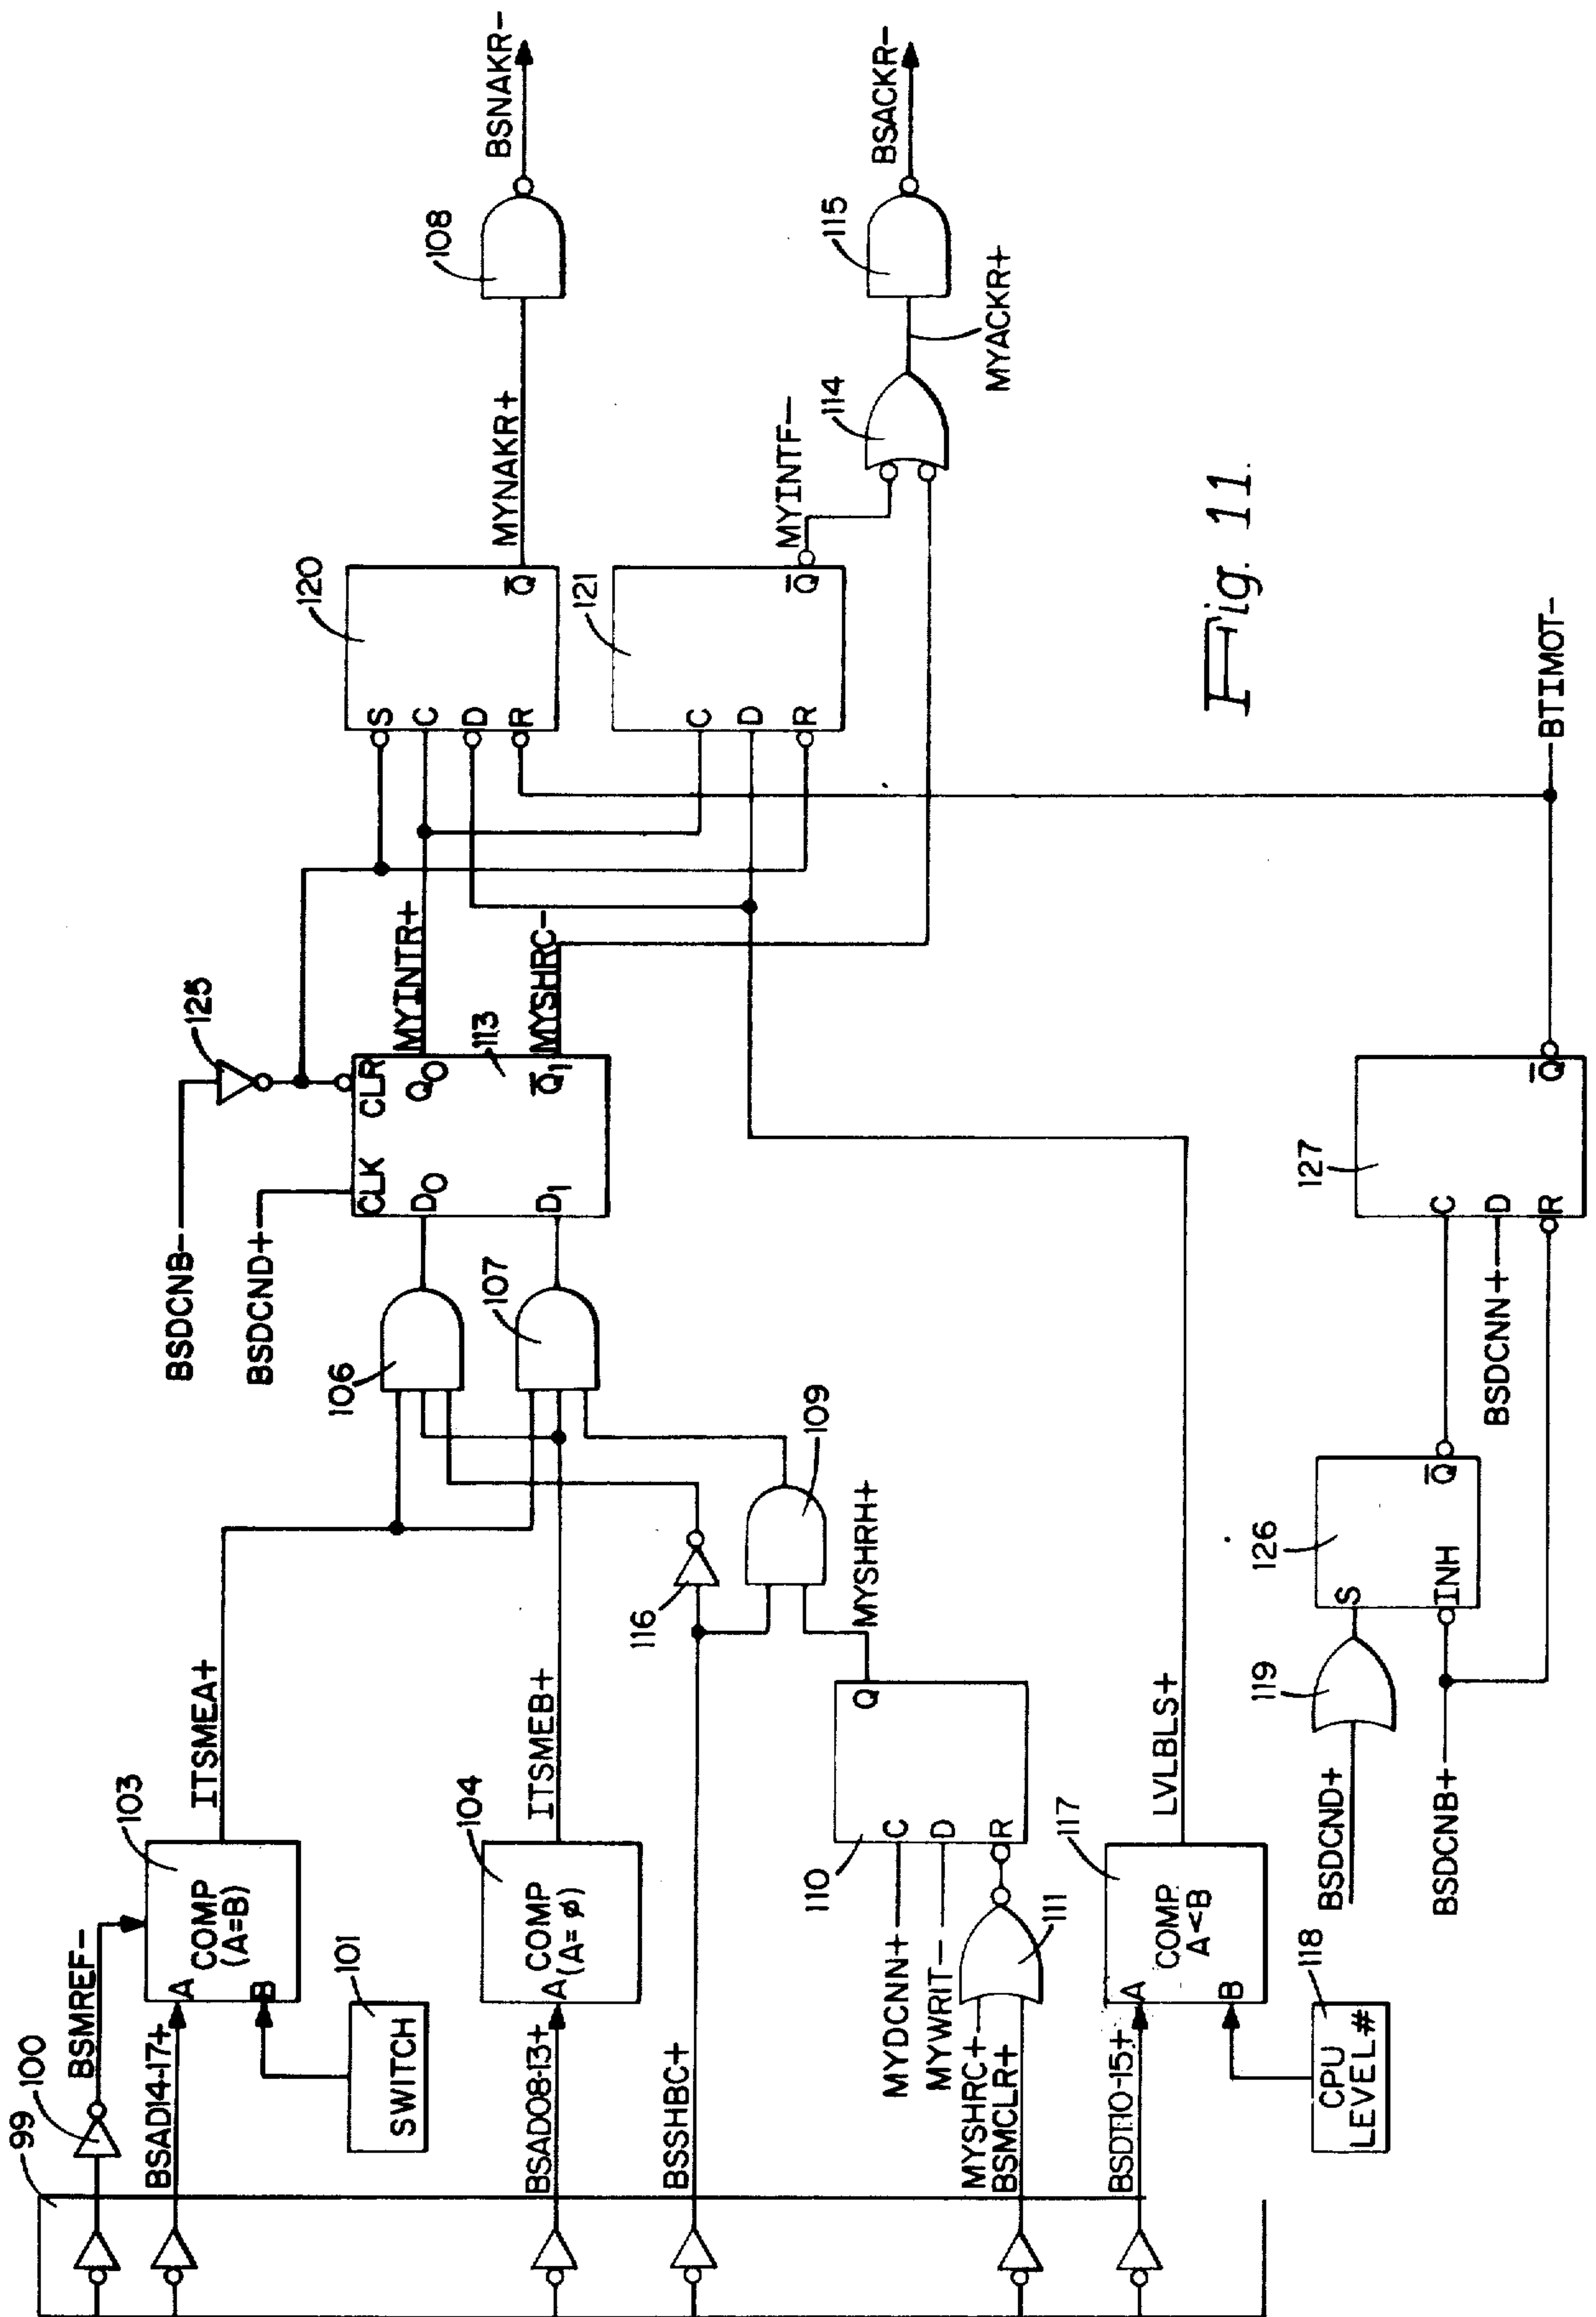 99
100
BSMREF-
BSAD14-17+
A
COMP
(A=B)
B
103
101
SWITCH
ITSMEA+
BSAD08-13+
A
COMP
(A=ϕ)
104
ITSMEB+
BSSHBC+
116
109
MYSHRH+
MYDCNN+
MYWRIT-
C
D
R
Q
110
MYSHRC+
BSMCLR+
111
BSDT10-15+
A
COMP
A<B
B
117
LVLBLS+
118
CPU
LEVEL#
106
107
BSDCNB-
125
BSDCND+
CLK
CLR
D0
D1
Q0
Q̅1
113
MYINTR+
MYSHRC-
120
S
C
D
R
Q̅
MYNAKR+
108
BSNAKR-
121
C
D
R
Q̅
MYINTF-
114
MYACKR+
115
BSACKR-
BSDCND+
119
BSDCNB+
126
S
INH
Q̅
127
C
BSDCNN+
D
R
Q̅
BTIMOT-
Fig. 11.